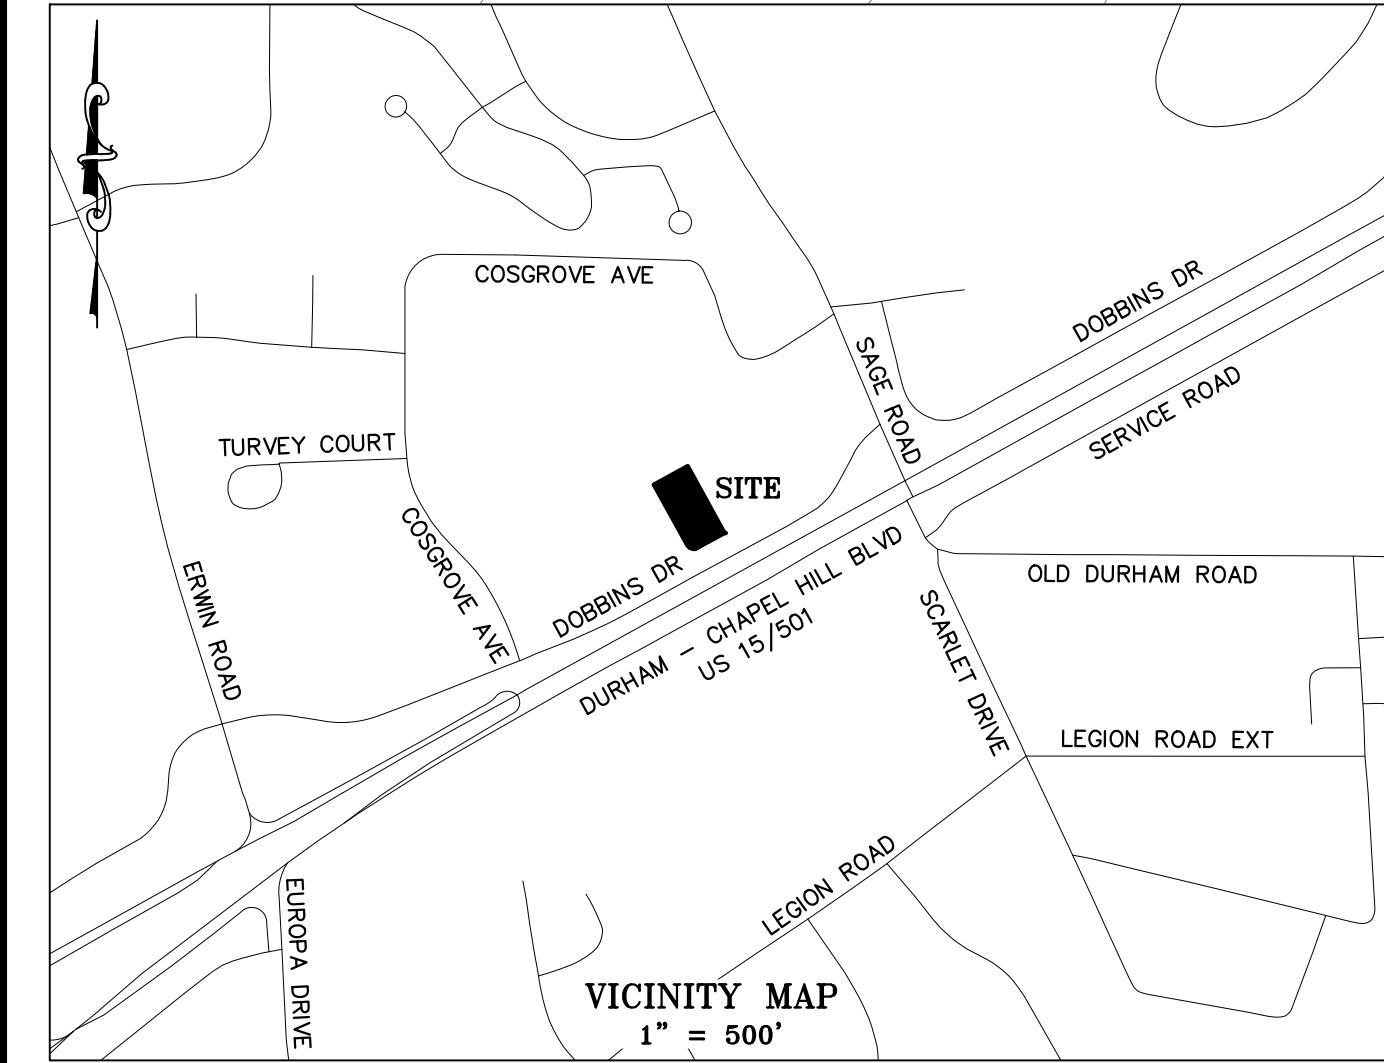 COSGROVE AVE
DOBBINS DR
SAGE ROAD
SERVICE ROAD
TURVEY COURT
SITE
COSGROVE AVE
DOBBINS DR
DURHAM - CHAPEL HILL BLVD
US 15/501
OLD DURHAM ROAD
ERWIN ROAD
SCARLET DRIVE
LEGION ROAD EXT
LEGION ROAD
EUROPA DRIVE
VICINITY MAP
1" = 500'